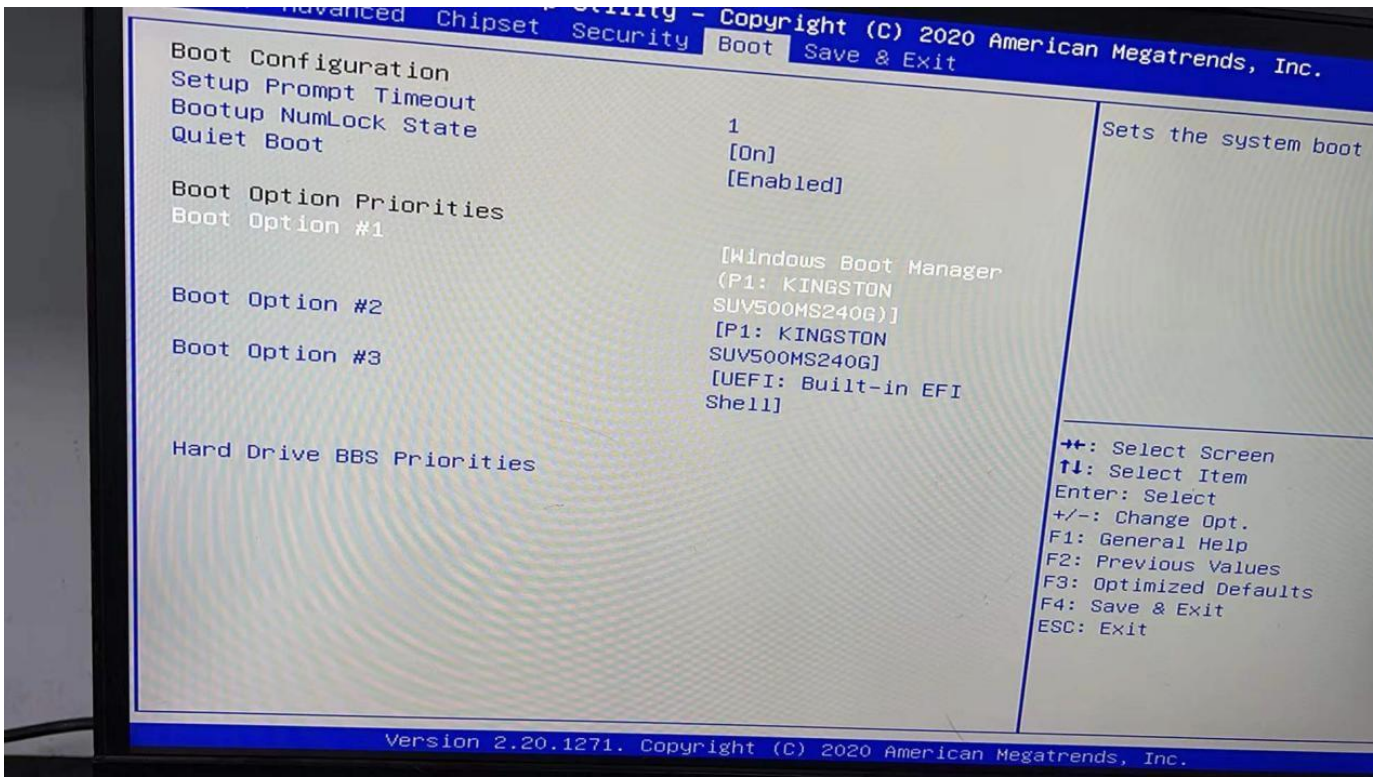 Utility – Copyright (C) 2020 American Megatrends, Inc.
Advanced Chipset Security Boot Save & Exit
Boot Configuration
Setup Prompt Timeout 1
Bootup NumLock State [On]
Quiet Boot [Enabled]
Boot Option Priorities
Boot Option #1 [Windows Boot Manager
(P1: KINGSTON
SUV500MS240G)]
Boot Option #2 [P1: KINGSTON
SUV500MS240G]
Boot Option #3 [UEFI: Built-in EFI
Shell]
Hard Drive BBS Priorities
Sets the system boot
→←: Select Screen
↑↓: Select Item
Enter: Select
+/-: Change Opt.
F1: General Help
F2: Previous Values
F3: Optimized Defaults
F4: Save & Exit
ESC: Exit
Version 2.20.1271. Copyright (C) 2020 American Megatrends, Inc.